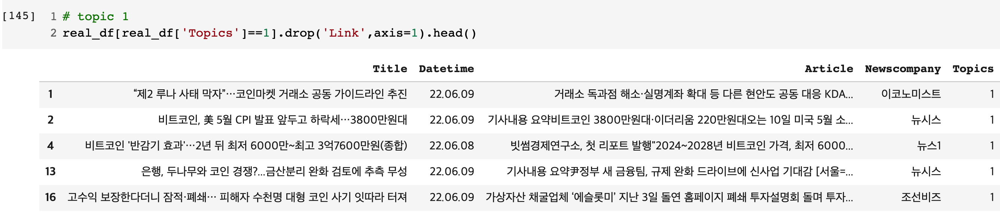 [145] 1 # topic 1
2 real_df[real_df['Topics']==1].drop('Link',axis=1).head()
Title Datetime Article Newscompany Topics
1 “제2 루나 사태 막자”…코인마켓 거래소 공동 가이드라인 추진 22.06.09 거래소 독과점 해소·실명계좌 확대 등 다른 현안도 공동 대응 KDA... 이코노미스트 1
2 비트코인, 美 5월 CPI 발표 앞두고 하락세…3800만원대 22.06.09 기사내용 요약비트코인 3800만원대·이더리움 220만원대오는 10일 미국 5월 소... 뉴시스 1
4 비트코인 '반감기 효과'…2년 뒤 최저 6000만~최고 3억7600만원(종합) 22.06.08 빗썸경제연구소, 첫 리포트 발행"2024~2028년 비트코인 가격, 최저 6000... 뉴스1 1
13 은행, 두나무와 코인 경쟁?...금산분리 완화 검토에 추측 무성 22.06.09 기사내용 요약尹정부 새 금융팀, 규제 완화 드라이브에 신사업 기대감 [서울=... 뉴시스 1
16 고수익 보장한다더니 잠적·폐쇄… 피해자 수천명 대형 코인 사기 잇따라 터져 22.06.09 가상자산 채굴업체 ‘에슬롯미’ 지난 3일 돌연 홈페이지 폐쇄 투자설명회 돌며 투자... 조선비즈 1